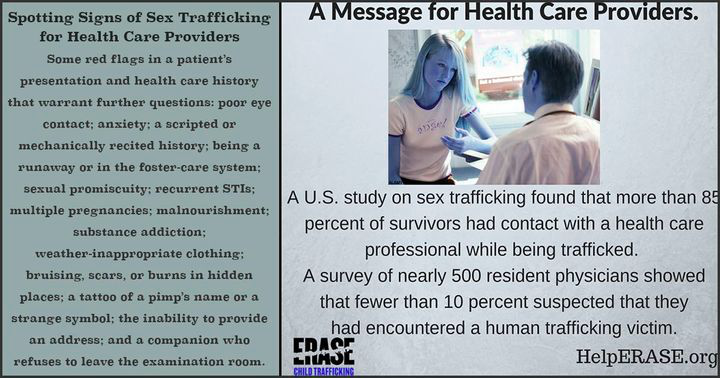 Spotting Signs of Sex Trafficking
for Health Care Providers
Some red flags in a patient's
presentation and health care history
that warrant further questions: poor eye
contact; anxiety; a scripted or
mechanically recited history; being a
runaway or in the foster-care system;
sexual promiscuity; recurrent STIs;
multiple pregnancies; malnourishment;
substance addiction;
weather-inappropriate clothing;
bruising, scars, or burns in hidden
places; a tattoo of a pimp's name or a
strange symbol; the inability to provide
an address; and a companion who
refuses to leave the examination room.
A Message for Health Care Providers.
A U.S. study on sex trafficking found that more than 85
percent of survivors had contact with a health care
professional while being trafficked.
A survey of nearly 500 resident physicians showed
that fewer than 10 percent suspected that they
had encountered a human trafficking victim.
ERASE
CHILD TRAFFICKING
HelpERASE.org